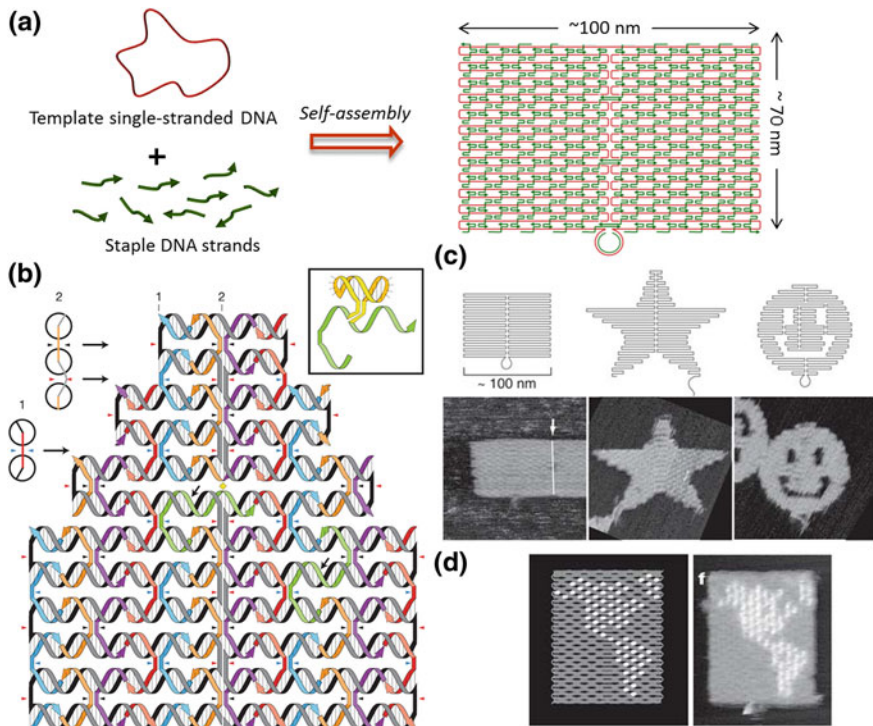 (a)
~100 nm
~ 70 nm
Template single-stranded DNA
Self-assembly
+
Staple DNA strands
(b)
2
1
1
2
(c)
~ 100 nm
(d)
f